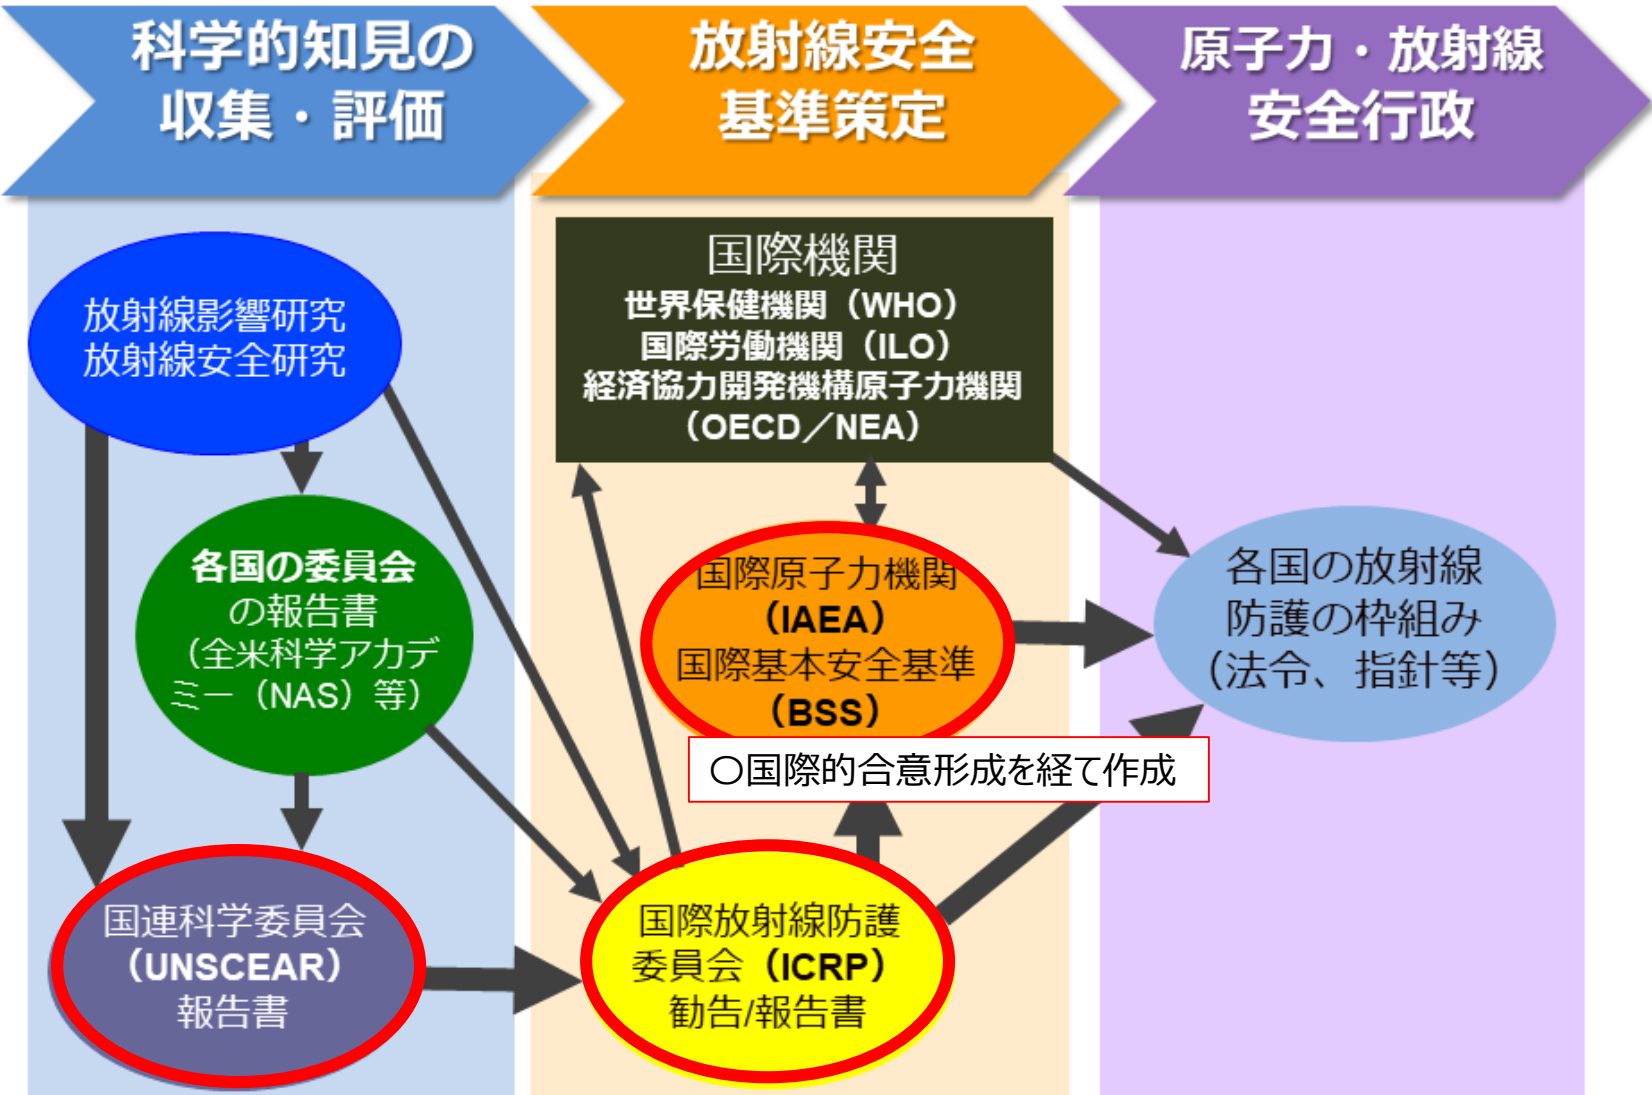 科学的知見の
収集・評価
放射線安全
基準策定
原子力・放射線
安全行政
放射線影響研究
放射線安全研究
各国の委員会
の報告書
（全米科学アカデ
ミー（NAS）等）
国連科学委員会
（UNSCEAR）
報告書
国際機関
世界保健機関（WHO）
国際労働機関（ILO）
経済協力開発機構原子力機関
（OECD／NEA）
国際原子力機関
（IAEA）
国際基本安全基準
（BSS）
〇国際的合意形成を経て作成
国際放射線防護
委員会（ICRP）
勧告/報告書
各国の放射線
防護の枠組み
（法令、指針等）